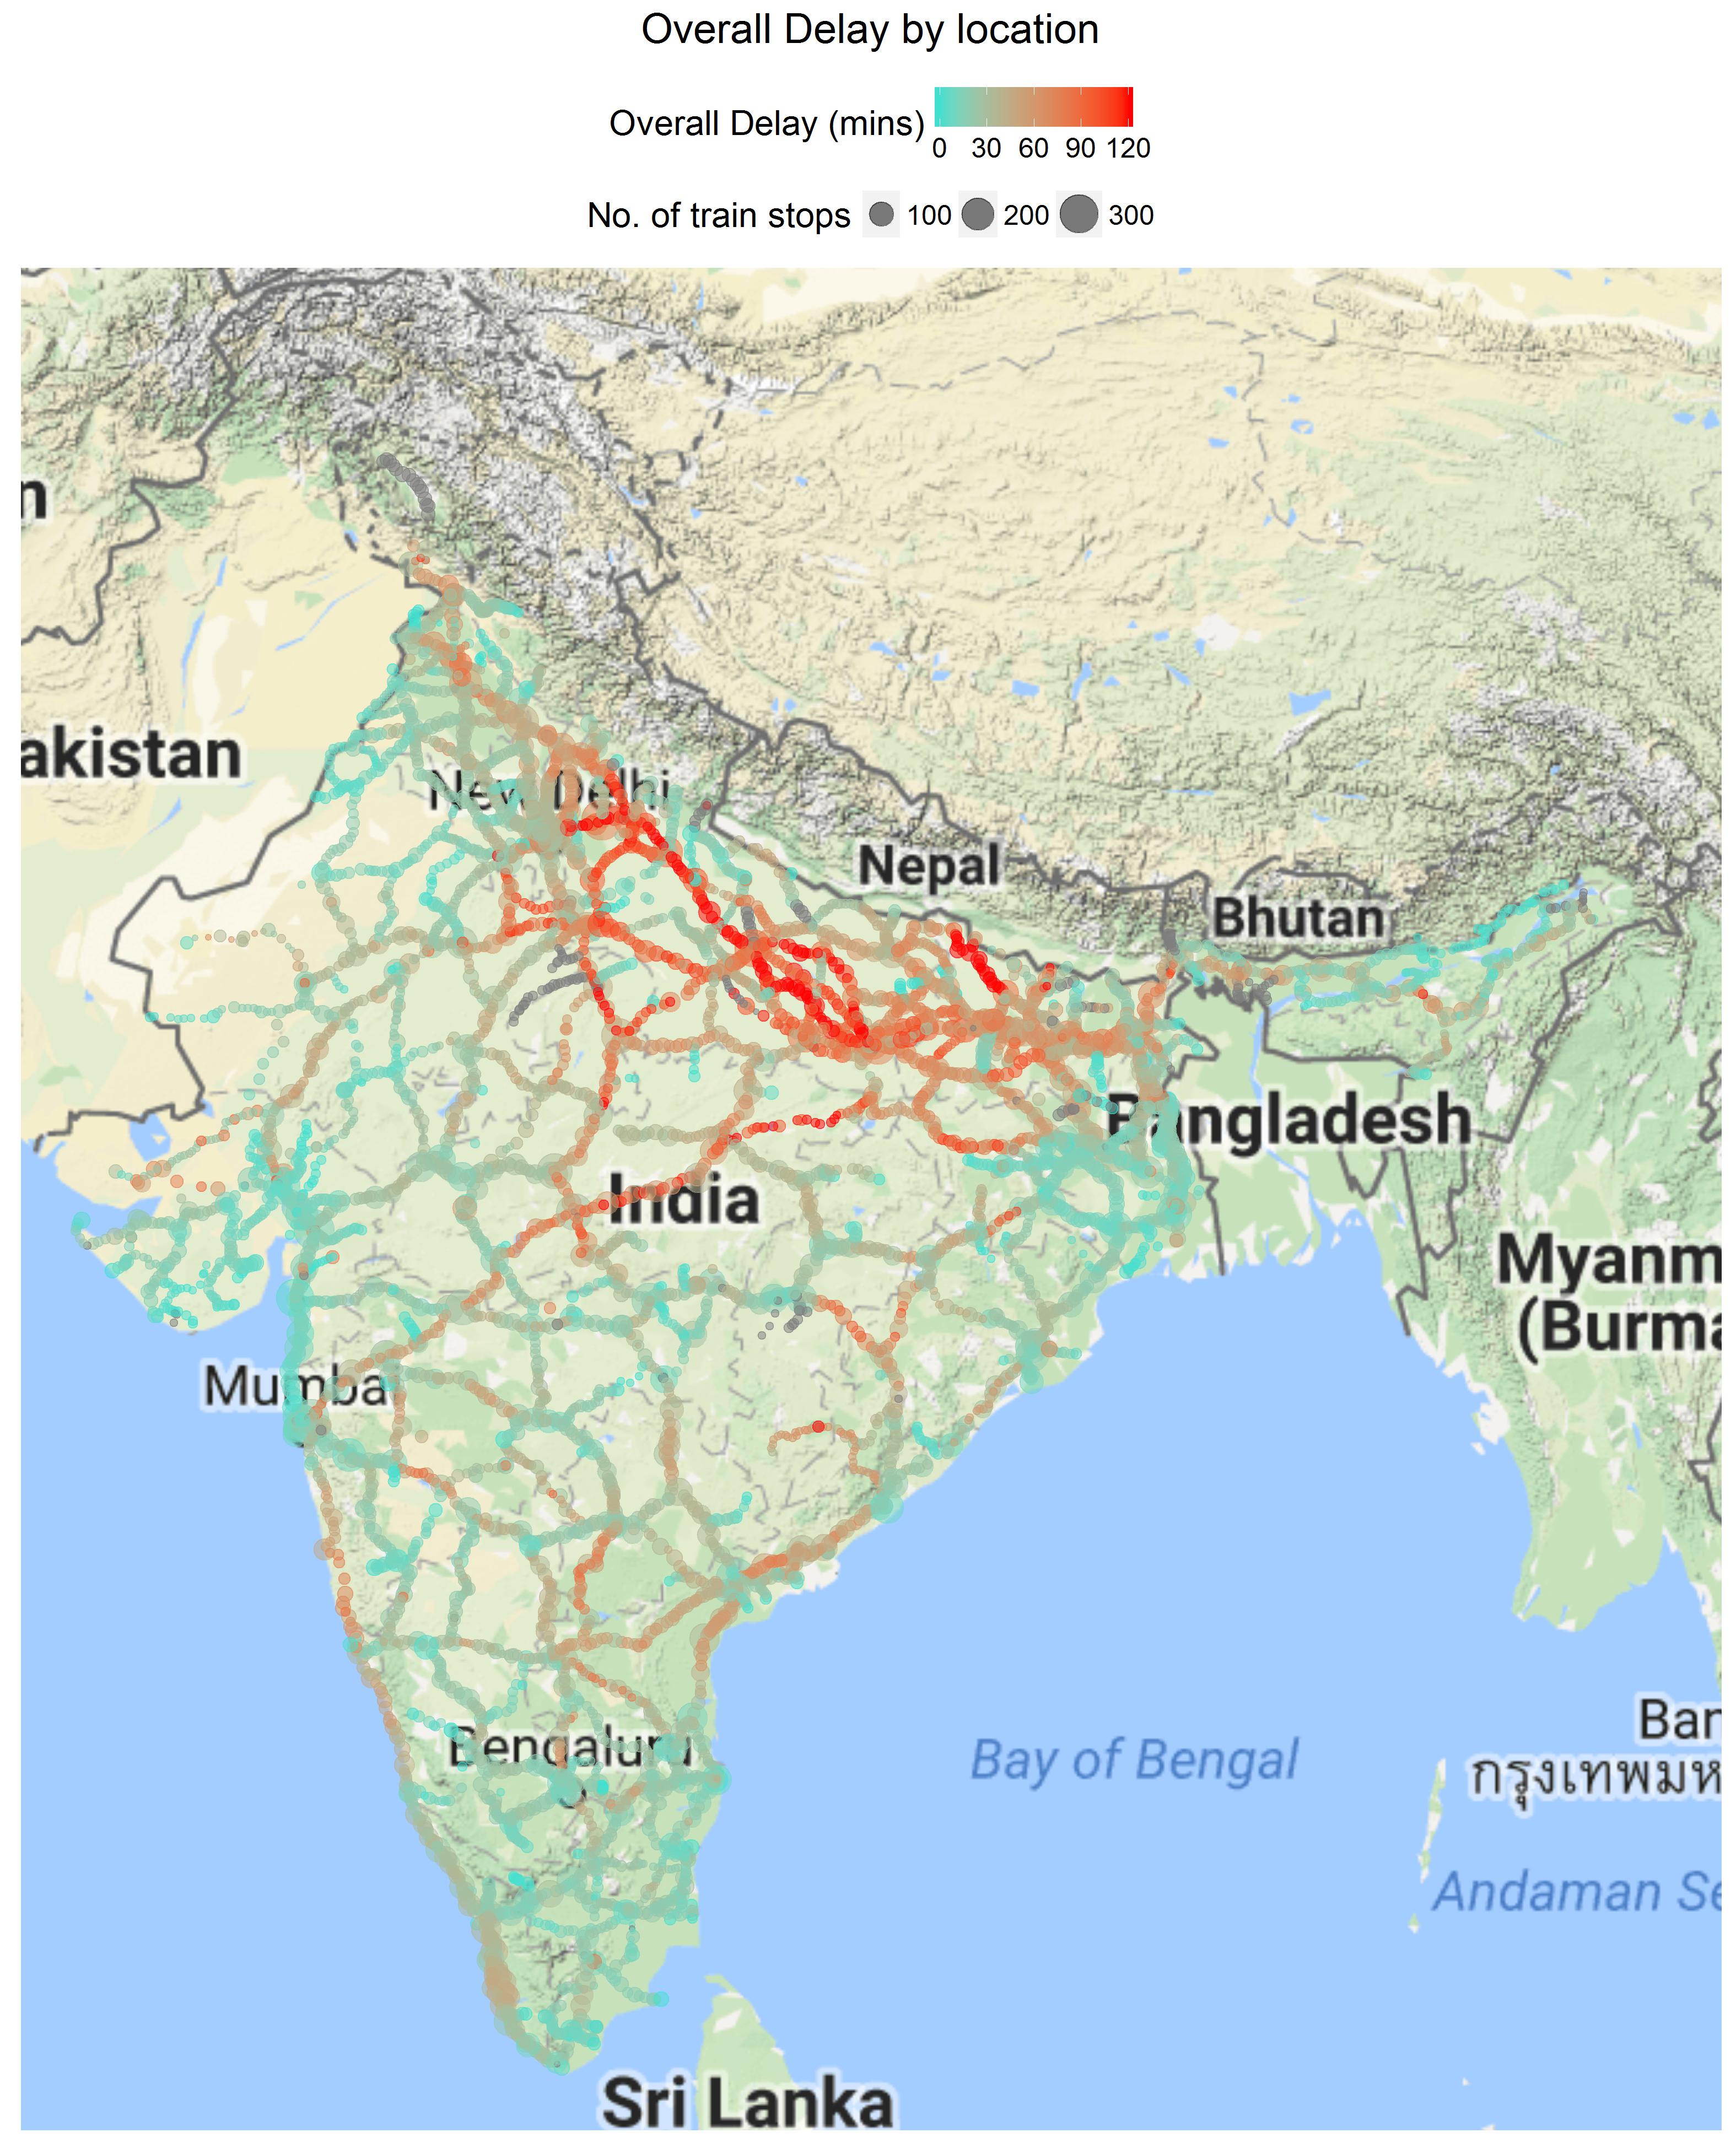 Overall Delay by location
Overall Delay (mins)
0 30 60 90 120
No. of train stops 100 200 300
n
akistan
New Delhi
Nepal
Bhutan
Bangladesh
India
Myanm
(Burma
Mumba
Bengaluru
Ban
กรุงเทพมห
Bay of Bengal
Andaman Se
Sri Lanka